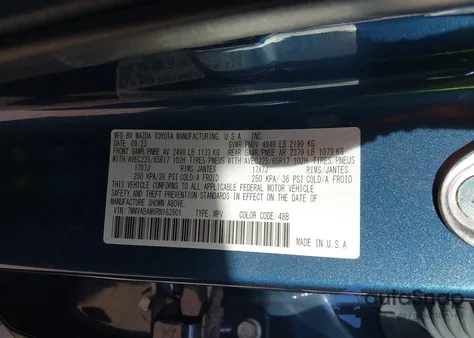 MFD BY MAZDA TOYOTA MANUFACTURING, U.S.A., INC.
DATE: 09/23 GVWR/PNBV 4848 LB 2199 KG
FRONT GAWR/PNBE AV 2498 LB 1133 KG REAR GAWR/PNBE AR 2379 LB 1079 KG
WITH/AVEC225/65R17 102H TIRES/PNEUS WITH/AVEC225/65R17 102H TIRES/PNEUS
17X7J RIMS/JANTES 17X7J RIMS/JANTES
250 KPA/36 PSI COLD/A FROID 250 KPA/36 PSI COLD/A FROID
THIS VEHICLE CONFORMS TO ALL APPLICABLE FEDERAL MOTOR VEHICLE
SAFETY STANDARDS IN EFFECT ON THE DATE OF
MANUFACTURE SHOWN ABOVE.
VIN: 7MMVABAM6RN163901 TYPE: MPV COLOR CODE: 48B
MADE IN U.S.A.
autoSnap